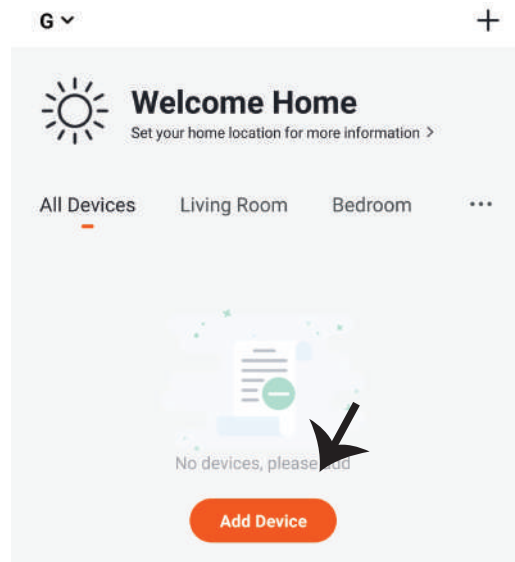 G
Welcome Home
Set your home location for more information >
All Devices Living Room Bedroom ...
No devices, please add
Add Device